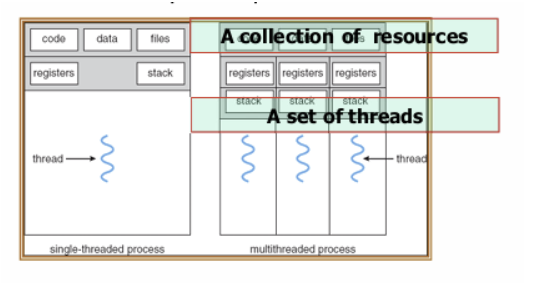 code data files
A collection of resources
registers stack
registers registers registers
stack stack stack
A set of threads
thread
thread
single-threaded process
multithreaded process